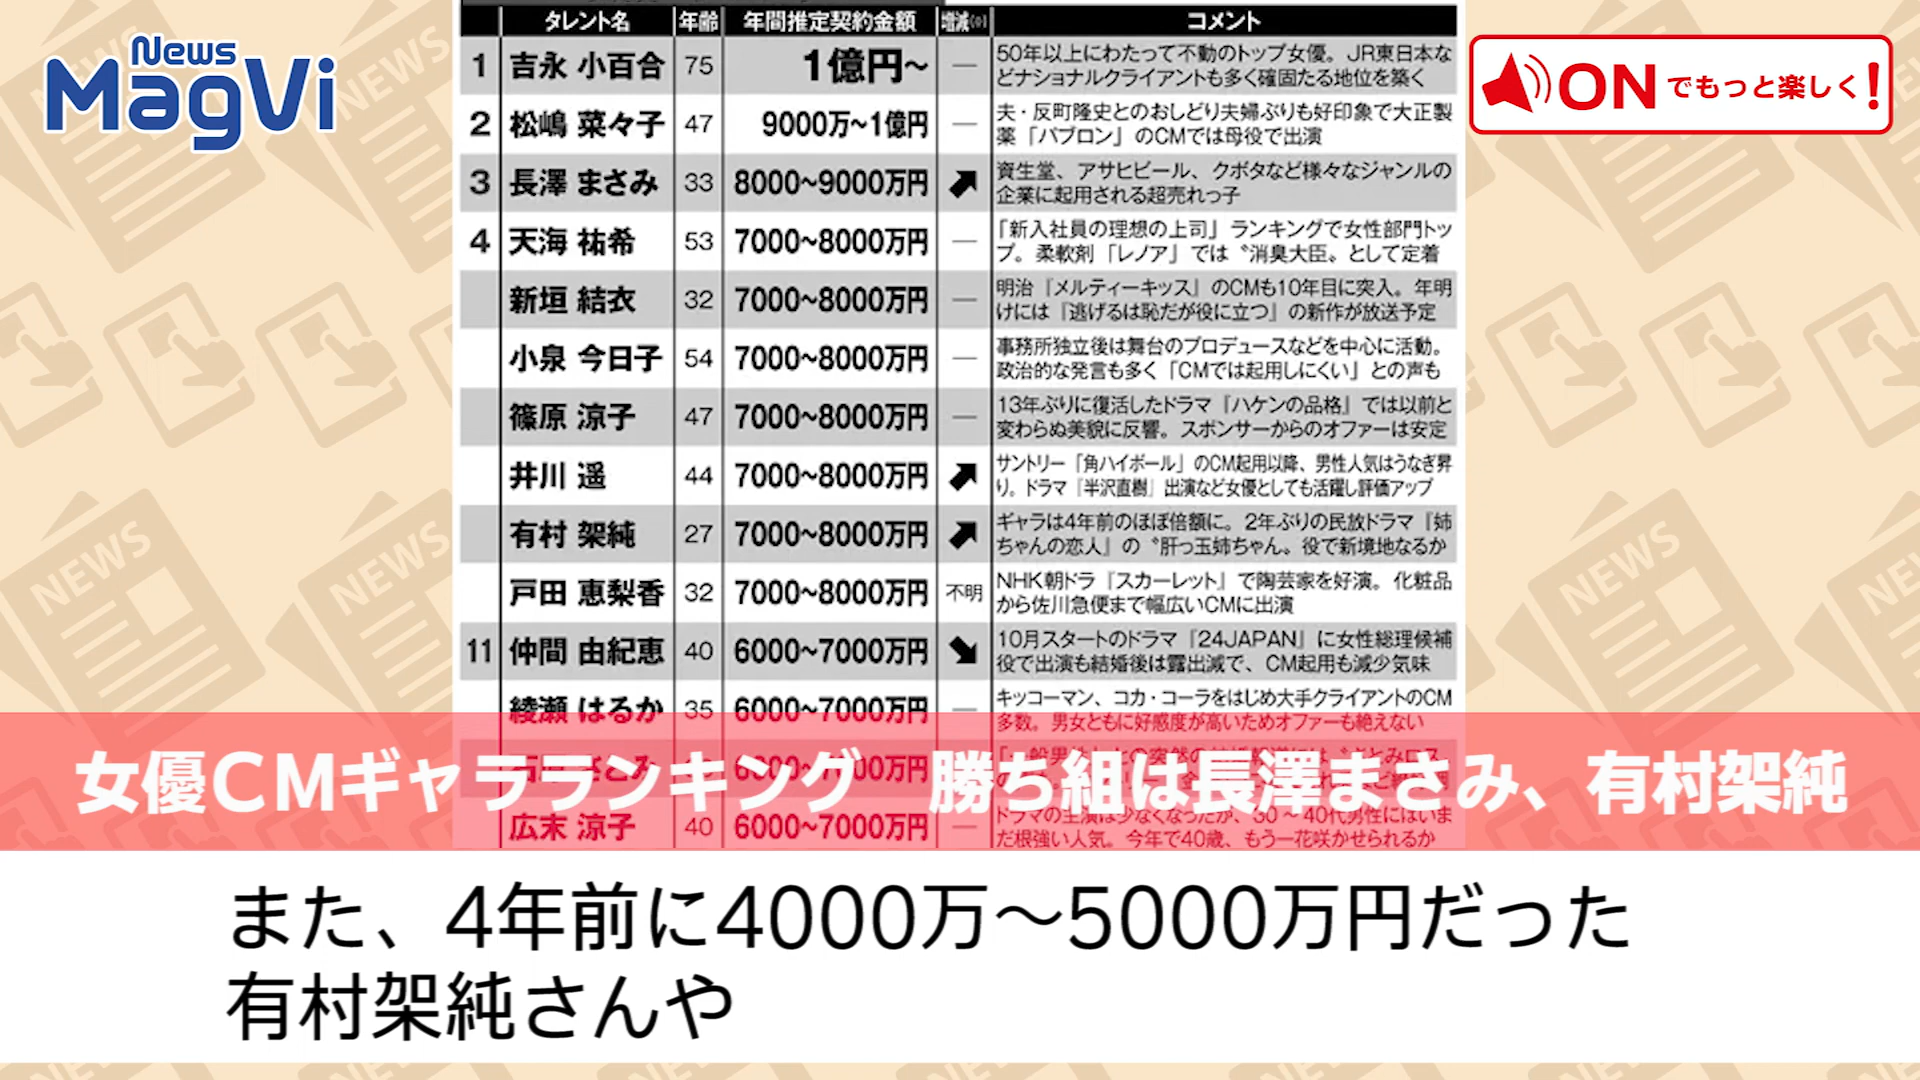 News
MagVi
ONでもっと楽しく!
タレント名 年齢 年間推定契約金額 増減(※) コメント
1 吉永 小百合 75 1億円~ — 50年以上にわたって不動のトップ女優。JR東日本な
どナショナルクライアントも多く確固たる地位を築く
2 松嶋 菜々子 47 9000万~1億円 — 夫・反町隆史とのおしどり夫婦ぶりも好印象で大正製
薬「パブロン」のCMでは母役で出演
3 長澤 まさみ 33 8000~9000万円 資生堂、アサヒビール、クボタなど様々なジャンルの
企業に起用される超売れっ子
4 天海 祐希 53 7000~8000万円 — 「新入社員の理想の上司」ランキングで女性部門トッ
プ。柔軟剤「レノア」では〝消臭大臣〟として定着
新垣 結衣 32 7000~8000万円 — 明治『メルティーキッス』のCMも10年目に突入。年明
けには『逃げるは恥だが役に立つ』の新作が放送予定
小泉 今日子 54 7000~8000万円 — 事務所独立後は舞台のプロデュースなどを中心に活動。
政治的な発言も多く「CMでは起用しにくい」との声も
篠原 涼子 47 7000~8000万円 — 13年ぶりに復活したドラマ『ハケンの品格』では以前と
変わらぬ美貌に反響。スポンサーからのオファーは安定
井川 遥 44 7000~8000万円 サントリー「角ハイボール」のCM起用以降、男性人気はうなぎ昇
り。ドラマ『半沢直樹』出演など女優としても活躍し評価アップ
有村 架純 27 7000~8000万円 ギャラは4年前のほぼ倍額に。2年ぶりの民放ドラマ『姉
ちゃんの恋人』の〝肝っ玉姉ちゃん〟役で新境地なるか
戸田 恵梨香 32 7000~8000万円 不明 NHK朝ドラ『スカーレット』で陶芸家を好演。化粧品
から佐川急便まで幅広いCMに出演
11 仲間 由紀恵 40 6000~7000万円 10月スタートのドラマ『24JAPAN』に女性総理候補
役で出演も結婚後は露出減で、CM起用も減少気味
綾瀬 はるか 35 6000~7000万円 — キッコーマン、コカ・コーラをはじめ大手クライアントのCM
多数。男女ともに好感度が高いためオファーも絶えない
広末 涼子 40 6000~7000万円 — ドラマの主演は少なくなったが、30~40代男性にはいま
だ根強い人気。今年で40歳、もう一花咲かせられるか
女優CMギャラランキング 勝ち組は長澤まさみ、有村架純
また、4年前に4000万~5000万円だった
有村架純さんや